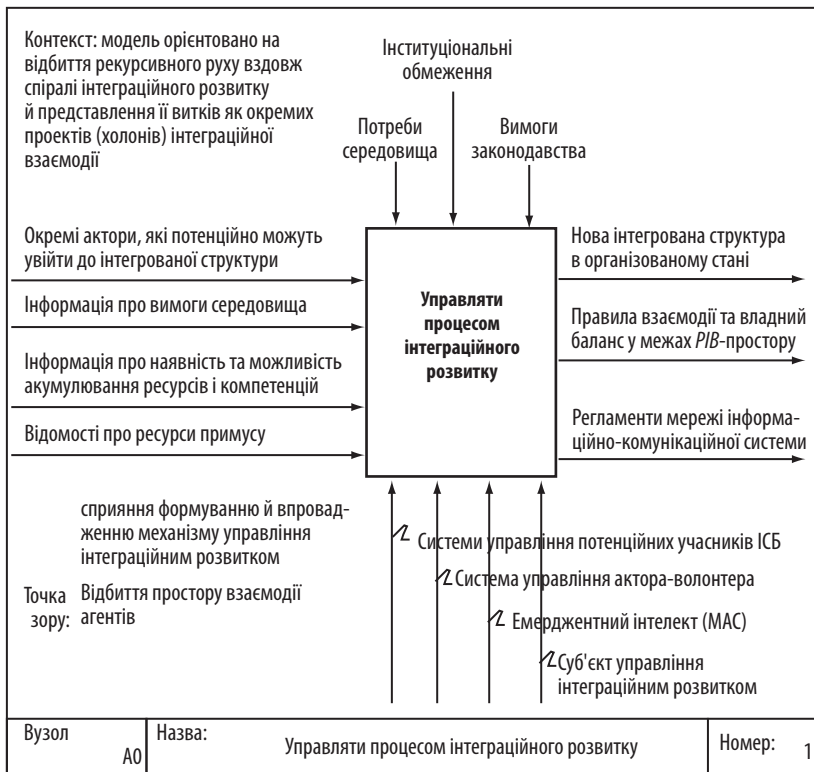 Контекст: модель орієнтовано на
відбиття рекурсивного руху вздовж
спіралі інтеграційного розвитку
й представлення її витків як окремих
проектів (холонів) інтеграційної
взаємодії
Інституціональні
обмеження
Потреби
середовища
Вимоги
законодавства
Окремі актори, які потенційно можуть
увійти до інтегрованої структури
Інформація про вимоги середовища
Інформація про наявність та можливість
акумулювання ресурсів і компетенцій
Відомості про ресурси примусу
Управляти
процесом
інтеграційного
розвитку
Нова інтегрована структура
в організованому стані
Правила взаємодії та владний
баланс у межах РІВ-простору
Регламенти мережі інформа-
ційно-комунікаційної системи
сприяння формуванню й впровад-
женню механізму управління
інтеграційним розвитком
Точка зору: Відбиття простору взаємодії
агентів
Системи управління потенційних учасників ІСБ
Система управління актора-волонтера
Емерджентний інтелект (МАС)
Суб'єкт управління
інтеграційним розвитком
Вузол А0
Назва: Управляти процесом інтеграційного розвитку
Номер: 1